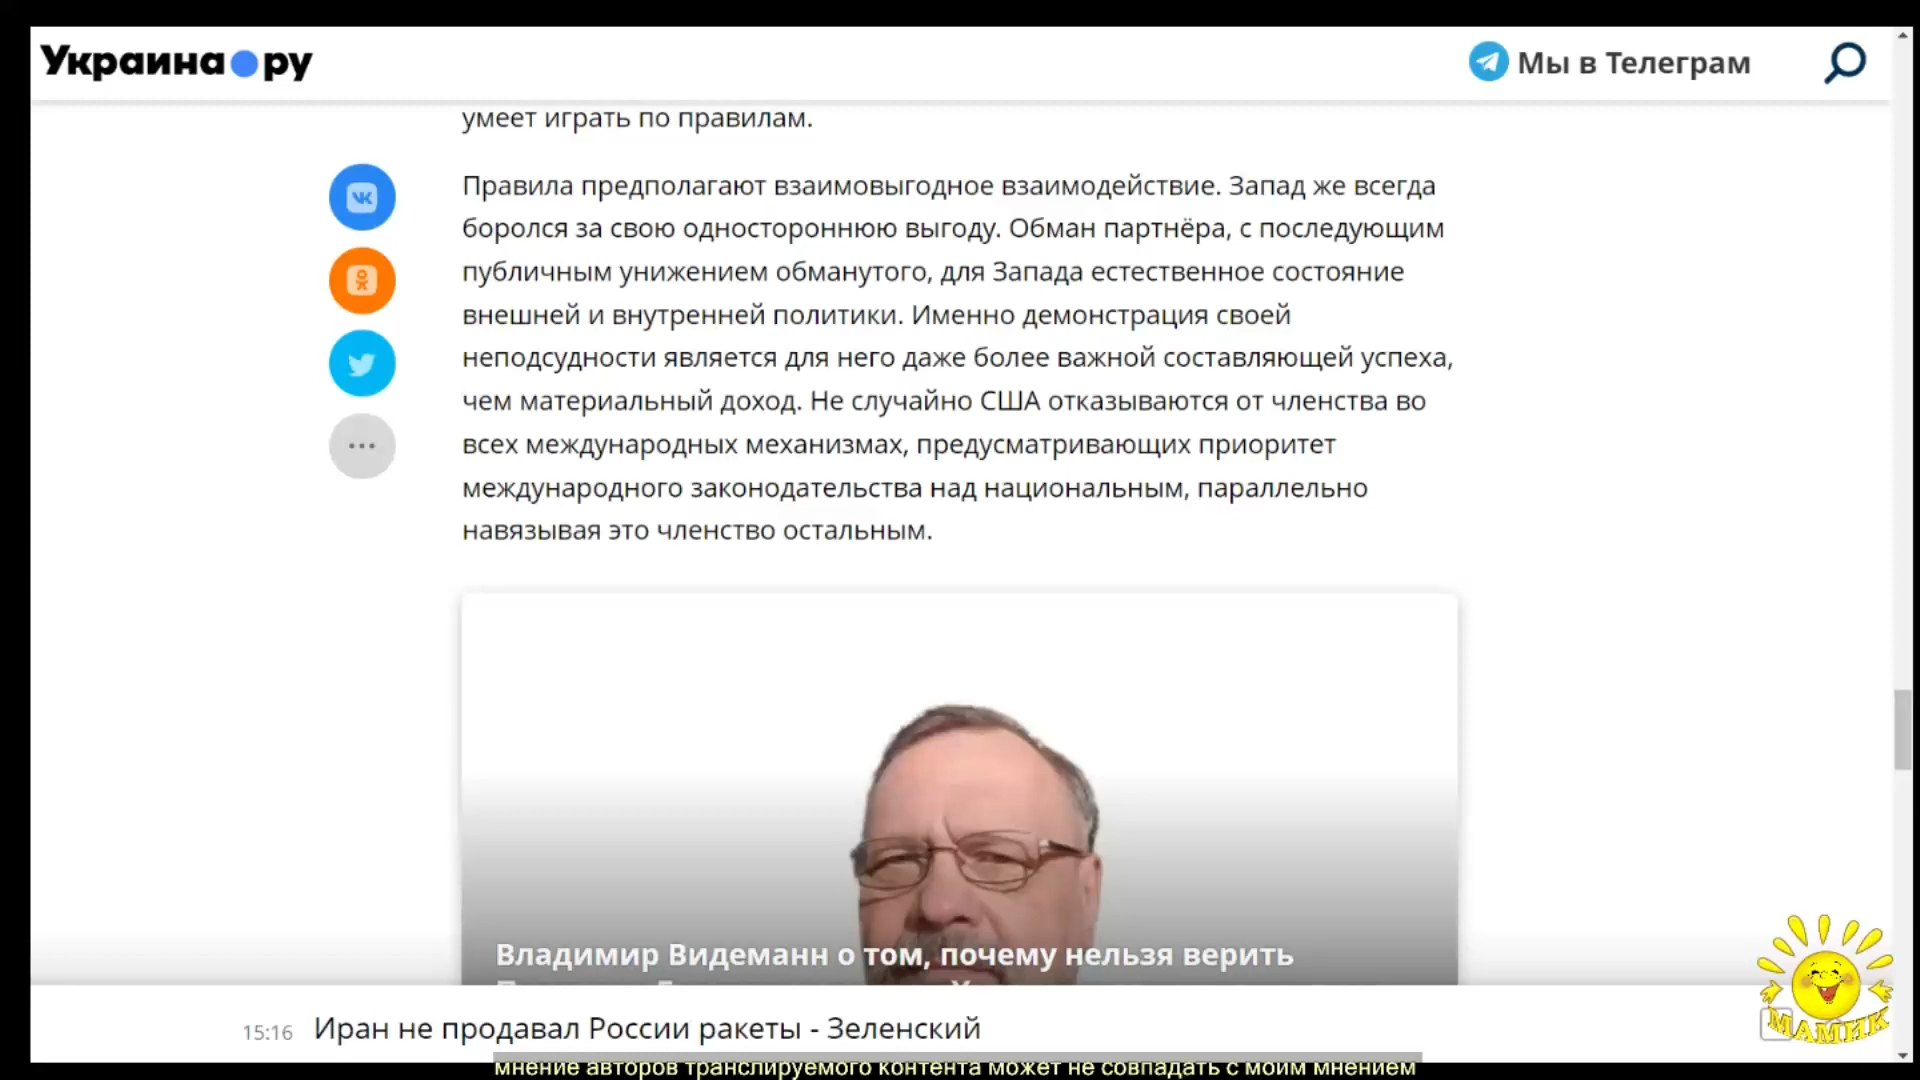 Украина ру
Мы в Телеграм
умеет играть по правилам.
Правила предполагают взаимовыгодное взаимодействие. Запад же всегда
боролся за свою одностороннюю выгоду. Обман партнёра, с последующим
публичным унижением обманутого, для Запада естественное состояние
внешней и внутренней политики. Именно демонстрация своей
неподсудности является для него даже более важной составляющей успеха,
чем материальный доход. Не случайно США отказываются от членства во
всех международных механизмах, предусматривающих приоритет
международного законодательства над национальным, параллельно
навязывая это членство остальным.
Владимир Видеманн о том, почему нельзя верить
15:16 Иран не продавал России ракеты - Зеленский
МАМИК
мнение авторов транслируемого контента может не совпадать с моим мнением